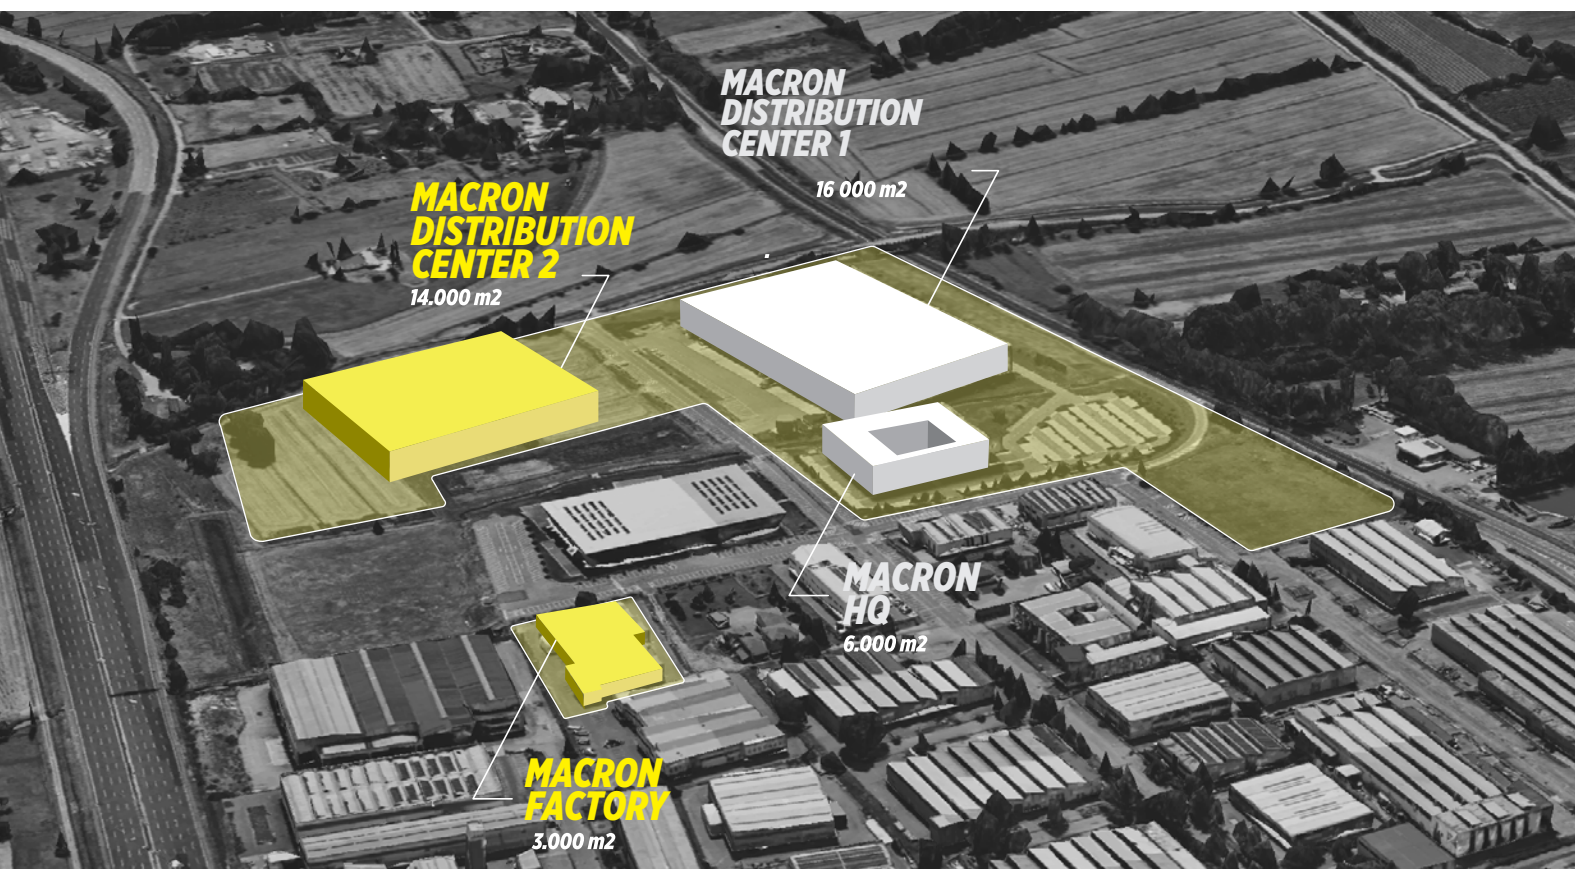 MACRON
DISTRIBUTION
CENTER 1
16 000 m2
MACRON
DISTRIBUTION
CENTER 2
14.000 m2
MACRON
HQ
6.000 m2
MACRON
FACTORY
3.000 m2